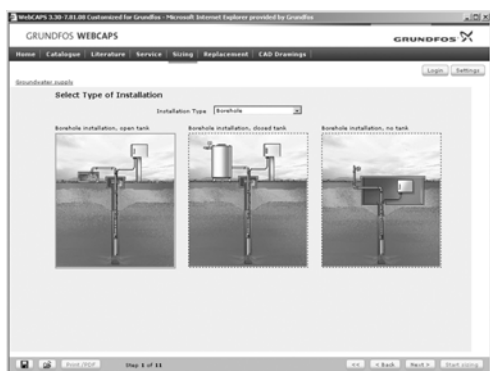 WebCAPS 3.30-7.01.08 Customized for Grundfos - Microsoft Internet Explorer provided by Grundfos
GRUNDFOS WEBCAPS
GRUNDFOS
Home Catalogue Literature Service Sizing Replacement CAD Drawings
Login Settings
Groundwater supply
Select Type of Installation
Installation Type Borehole
Borehole installation, open tank Borehole installation, closed tank Borehole installation, no tank
Print/PDF Step 1 of 11 << < Back Next > Start sizing